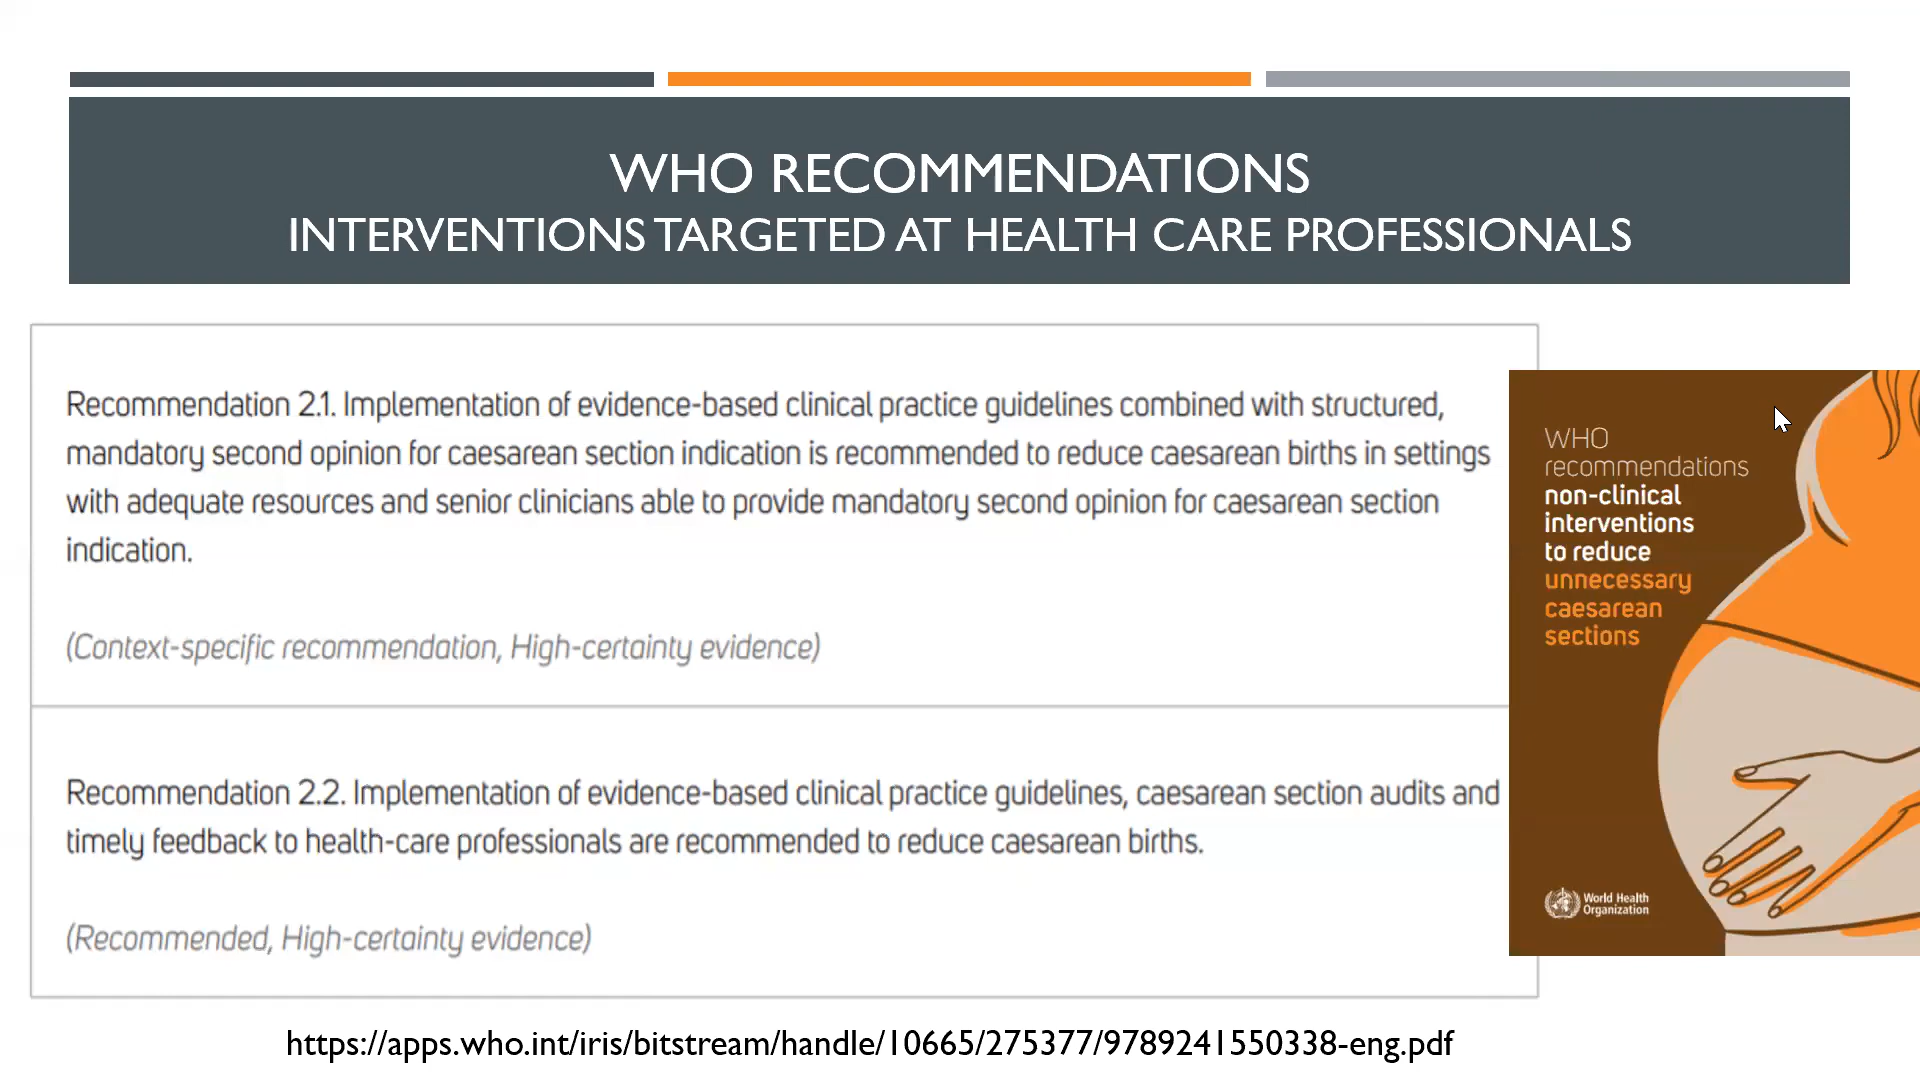 WHO RECOMMENDATIONS
INTERVENTIONS TARGETED AT HEALTH CARE PROFESSIONALS
Recommendation 2.1. Implementation of evidence-based clinical practice guidelines combined with structured,
mandatory second opinion for caesarean section indication is recommended to reduce caesarean births in settings
with adequate resources and senior clinicians able to provide mandatory second opinion for caesarean section
indication.
(Context-specific recommendation, High-certainty evidence)
Recommendation 2.2. Implementation of evidence-based clinical practice guidelines, caesarean section audits and
timely feedback to health-care professionals are recommended to reduce caesarean births.
(Recommended, High-certainty evidence)
WHO
recommendations
non-clinical
interventions
to reduce
unnecessary
caesarean
sections
World Health
Organization
https://apps.who.int/iris/bitstream/handle/10665/275377/9789241550338-eng.pdf